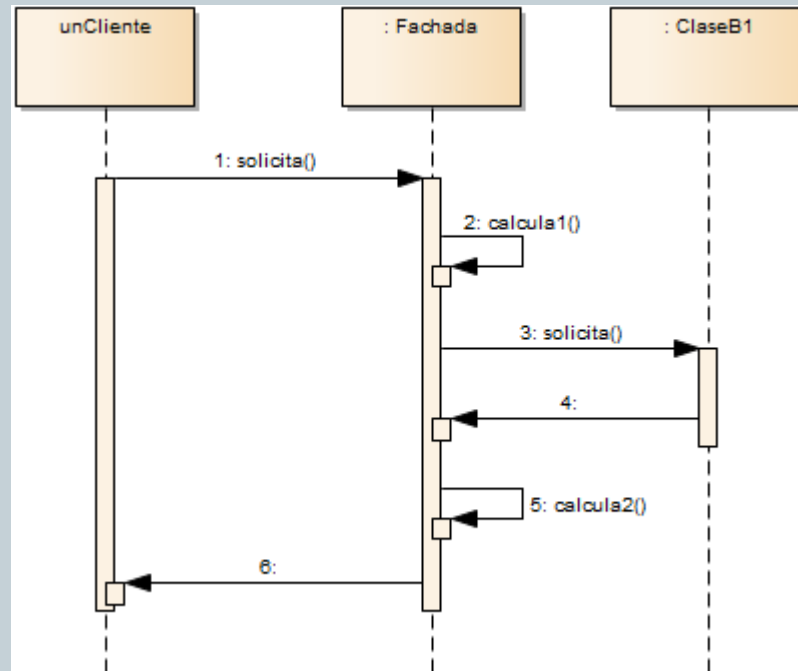 unCliente
: Fachada
: ClaseB1
1: solicita()
2: calcula1()
3: solicita()
4:
5: calcula2()
6: